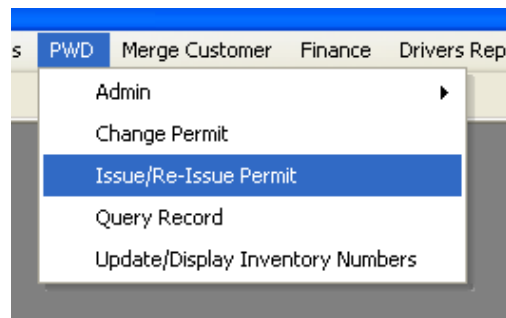 s PWD Merge Customer Finance Drivers Rep
Admin
Change Permit
Issue/Re-Issue Permit
Query Record
Update/Display Inventory Numbers